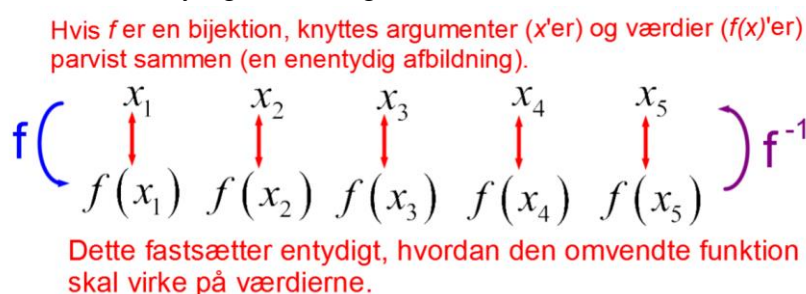 Hvis f er en bijektion, knyttes argumenter (x'er) og værdier (f(x)'er)
parvist sammen (en enentydig afbildning).
x₁ x₂ x₃ x₄ x₅
f f⁻¹
f(x₁) f(x₂) f(x₃) f(x₄) f(x₅)
Dette fastsætter entydigt, hvordan den omvendte funktion
skal virke på værdierne.